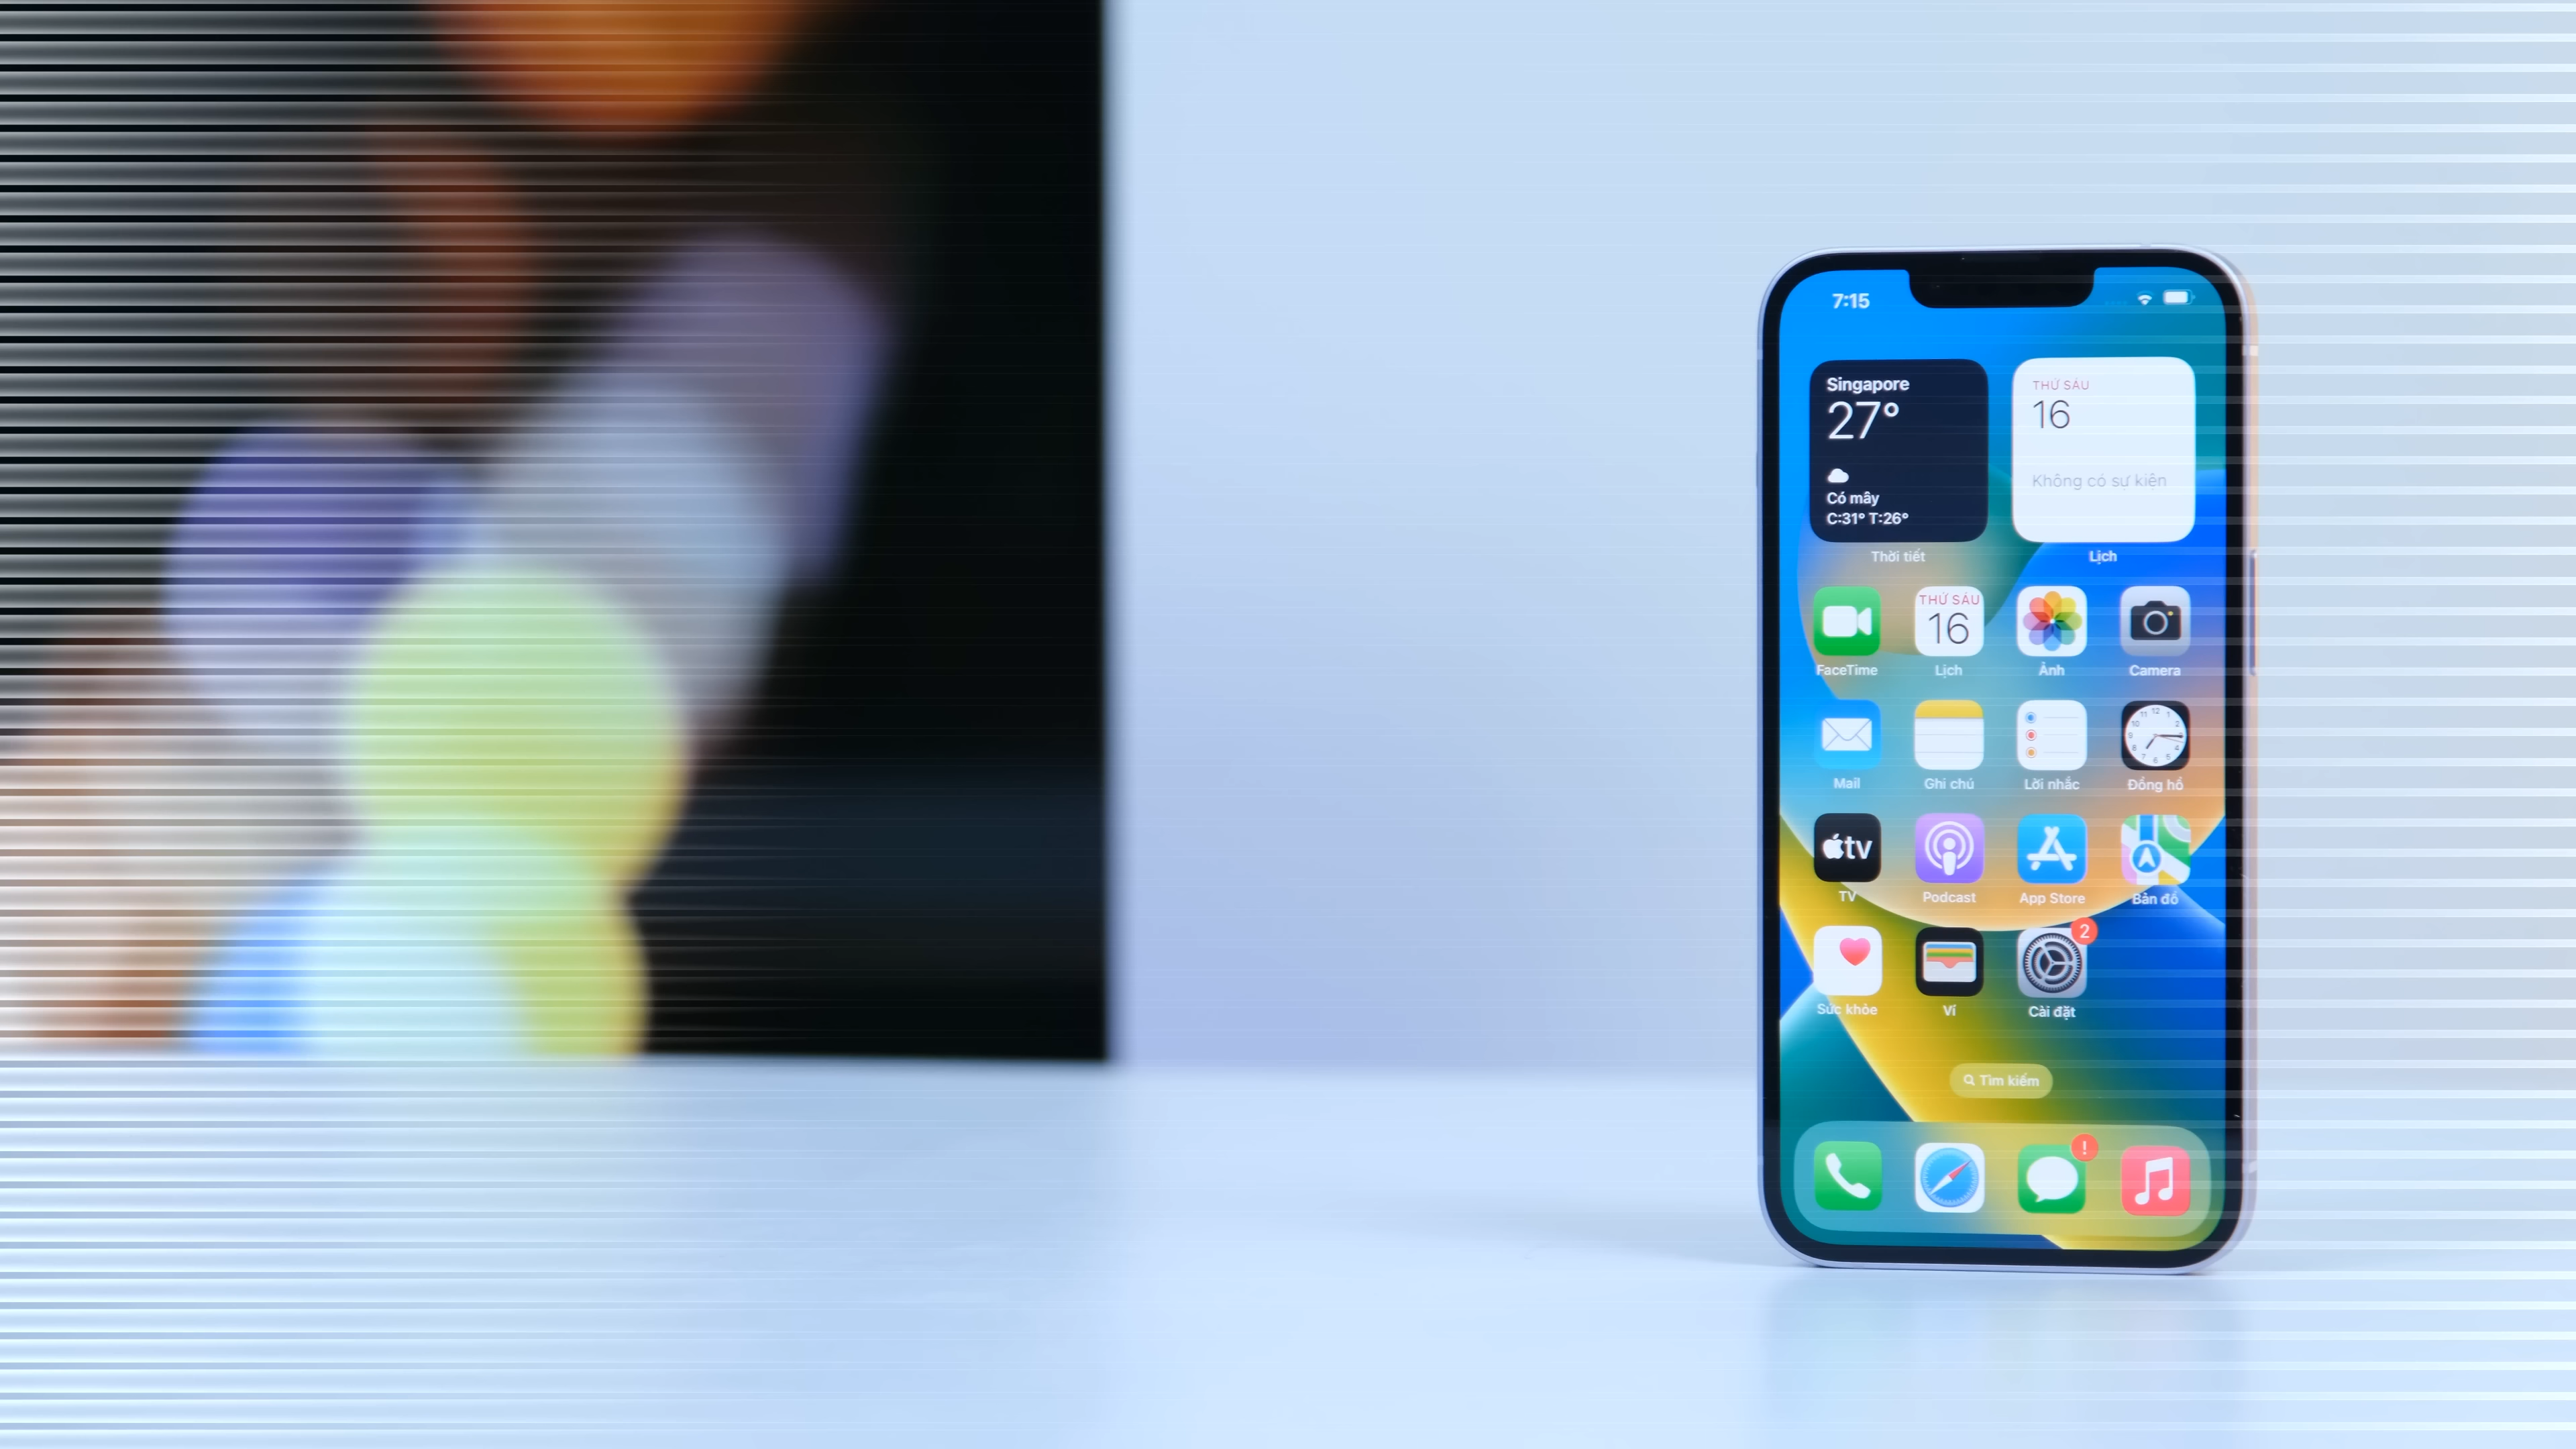 7:15
Singapore
27°
Có mây
C:31° T:26°
Thời tiết
THỨ SÁU
16
Không có sự kiện
Lịch
THỨ SÁU
16
FaceTime
Lịch
Ảnh
Camera
Mail
Ghi chú
Lời nhắc
Đồng hồ
tv
TV
Podcast
App Store
Bản đồ
2
Sức khỏe
Ví
Cài đặt
Tìm kiếm
!